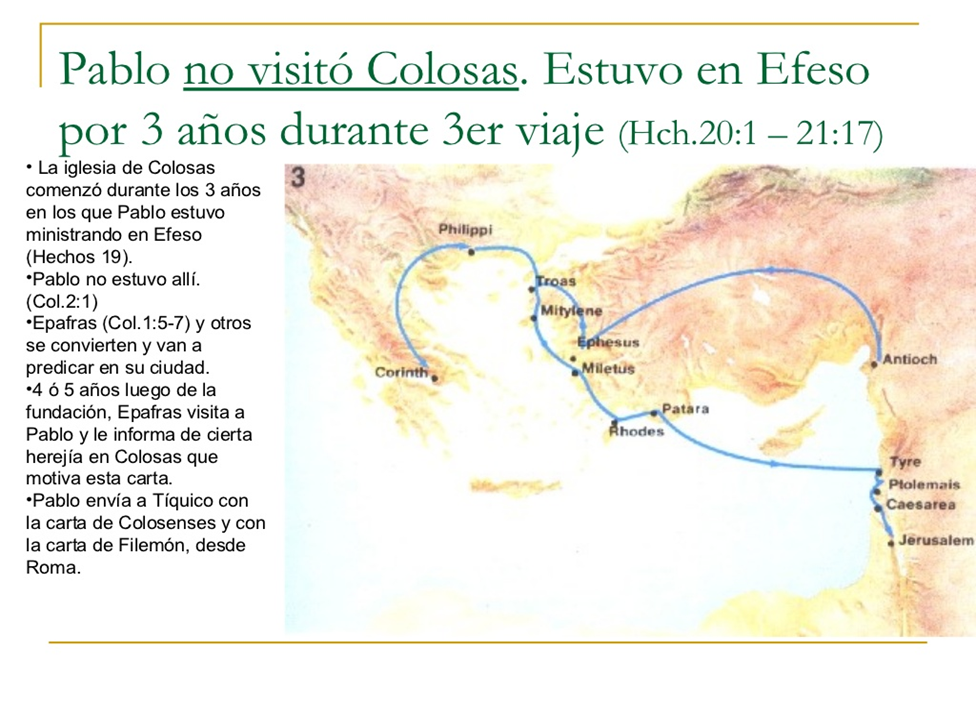 Pablo no visitó Colosas. Estuvo en Efeso
por 3 años durante 3er viaje (Hch.20:1 – 21:17)
• La iglesia de Colosas
comenzó durante los 3 años
en los que Pablo estuvo
ministrando en Efeso
(Hechos 19).
•Pablo no estuvo allí.
(Col.2:1)
•Epafras (Col.1:5-7) y otros
se convierten y van a
predicar en su ciudad.
•4 ó 5 años luego de la
fundación, Epafras visita a
Pablo y le informa de cierta
herejía en Colosas que
motiva esta carta.
•Pablo envía a Tíquico con
la carta de Colosenses y con
la carta de Filemón, desde
Roma.
3
Philippi
Troas
Mitylene
Ephesus
Antioch
Corinth
Miletus
Patara
Rhodes
Tyre
Ptolemais
Caesarea
Jerusalem